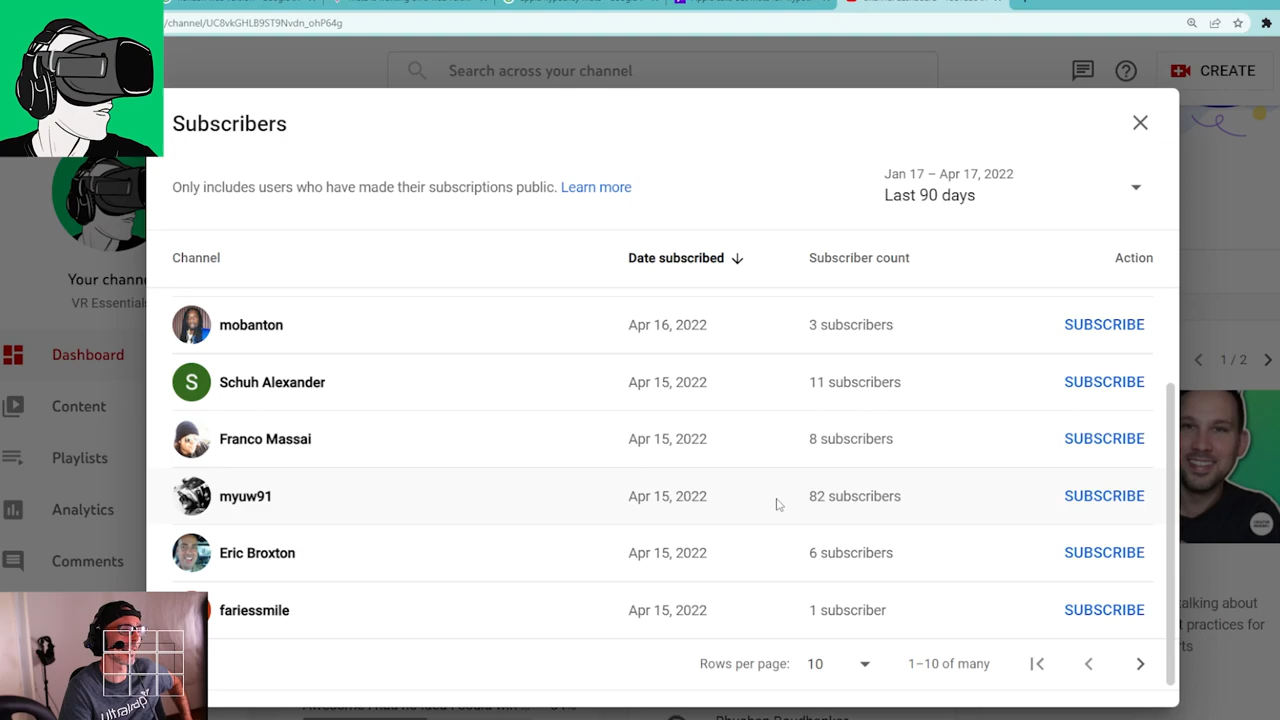 /channel/UC8vkGHLB9ST9Nvdn_ohP64g
Search across your channel
CREATE
Subscribers
Only includes users who have made their subscriptions public. Learn more
Jan 17 – Apr 17, 2022
Last 90 days
Channel
Date subscribed
Subscriber count
Action
mobanton
Apr 16, 2022
3 subscribers
SUBSCRIBE
S
Schuh Alexander
Apr 15, 2022
11 subscribers
SUBSCRIBE
Franco Massai
Apr 15, 2022
8 subscribers
SUBSCRIBE
myuw91
Apr 15, 2022
82 subscribers
SUBSCRIBE
Eric Broxton
Apr 15, 2022
6 subscribers
SUBSCRIBE
fariessmile
Apr 15, 2022
1 subscriber
SUBSCRIBE
Rows per page: 10
1–10 of many
Your chann
VR Essentials
Dashboard
Content
Playlists
Analytics
Comments
1 / 2
alking about
t practices for
rts